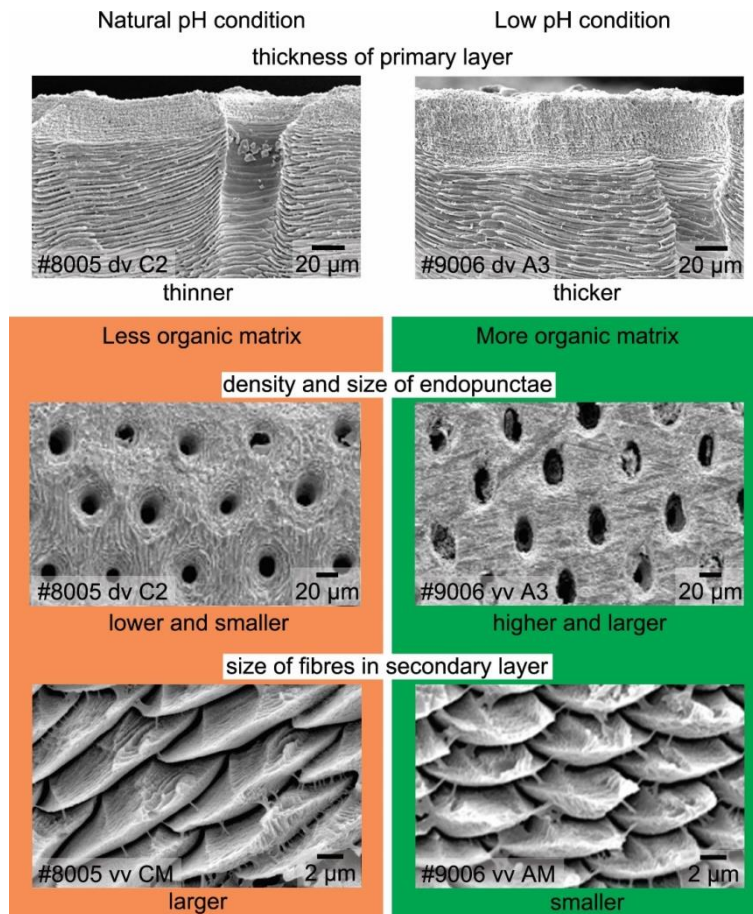 Natural pH condition
Low pH condition
thickness of primary layer
#8005 dv C2
20 µm
#9006 dv A3
20 µm
thinner
thicker
Less organic matrix
More organic matrix
density and size of endopunctae
#8005 dv C2
20 µm
#9006 vv A3
20 µm
lower and smaller
higher and larger
size of fibres in secondary layer
#8005 vv CM
2 µm
#9006 vv AM
2 µm
larger
smaller